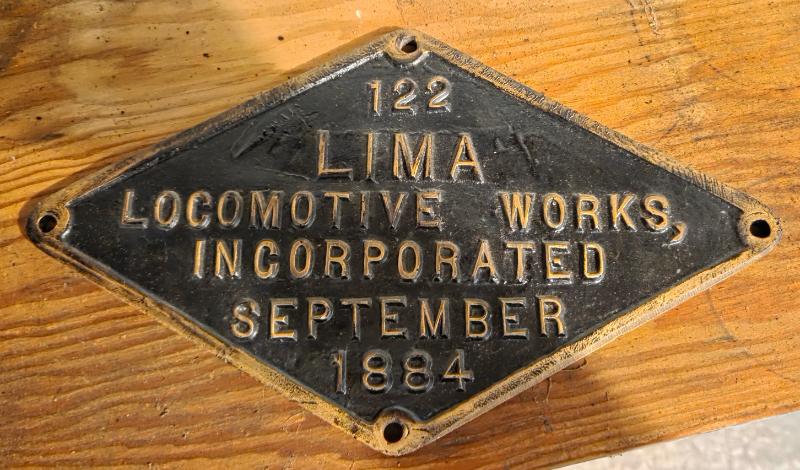 122
LIMA
LOCOMOTIVE WORKS,
INCORPORATED
SEPTEMBER
1884